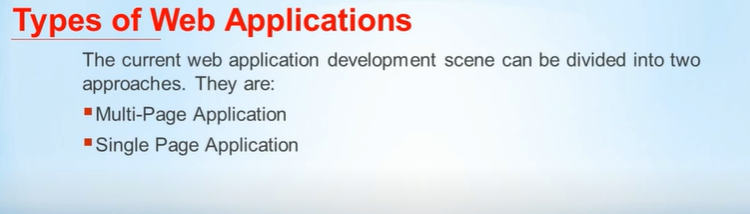 Types of Web Applications
The current web application development scene can be divided into two
approaches. They are:
Multi-Page Application
Single Page Application